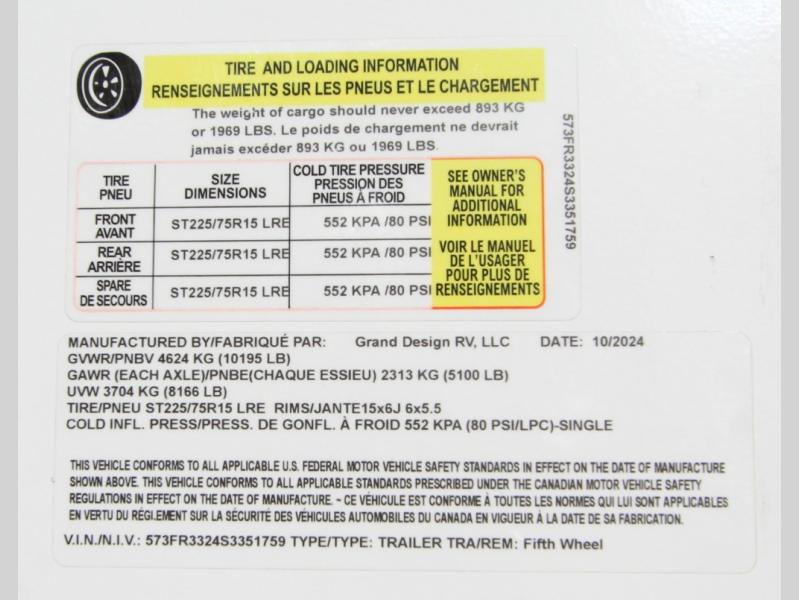 TIRE AND LOADING INFORMATION
RENSEIGNEMENTS SUR LES PNEUS ET LE CHARGEMENT
The weight of cargo should never exceed 893 KG
or 1969 LBS. Le poids de chargement ne devrait
jamais excéder 893 KG ou 1969 LBS.
TIRE
PNEU
SIZE
DIMENSIONS
COLD TIRE PRESSURE
PRESSION DES
PNEUS À FROID
FRONT
AVANT
ST225/75R15 LRE
552 KPA /80 PSI
REAR
ARRIÈRE
ST225/75R15 LRE
552 KPA /80 PSI
SPARE
DE SECOURS
ST225/75R15 LRE
552 KPA /80 PSI
SEE OWNER'S
MANUAL FOR
ADDITIONAL
INFORMATION
VOIR LE MANUEL
DE L'USAGER
POUR PLUS DE
RENSEIGNEMENTS
573FR3324S3351759
MANUFACTURED BY/FABRIQUÉ PAR: Grand Design RV, LLC DATE: 10/2024
GVWR/PNBV 4624 KG (10195 LB)
GAWR (EACH AXLE)/PNBE(CHAQUE ESSIEU) 2313 KG (5100 LB)
UVW 3704 KG (8166 LB)
TIRE/PNEU ST225/75R15 LRE RIMS/JANTE15x6J 6x5.5
COLD INFL. PRESS/PRESS. DE GONFL. À FROID 552 KPA (80 PSI/LPC)-SINGLE
THIS VEHICLE CONFORMS TO ALL APPLICABLE U.S. FEDERAL MOTOR VEHICLE SAFETY STANDARDS IN EFFECT ON THE DATE OF MANUFACTURE
SHOWN ABOVE. THIS VEHICLE CONFORMS TO ALL APPLICABLE STANDARDS PRESCRIBED UNDER THE CANADIAN MOTOR VEHICLE SAFETY
REGULATIONS IN EFFECT ON THE DATE OF MANUFACTURE. ~ CE VÉHICULE EST CONFORME À TOUTES LES NORMES QUI LUI SONT APPLICABLES
EN VERTU DU RÉGLEMENT SUR LA SÉCURITÉ DES VÉHICULES AUTOMOBILES DU CANADA EN VIGUEUR À LA DATE DE SA FABRICATION.
V.I.N./N.I.V.: 573FR3324S3351759 TYPE/TYPE: TRAILER TRA/REM: Fifth Wheel